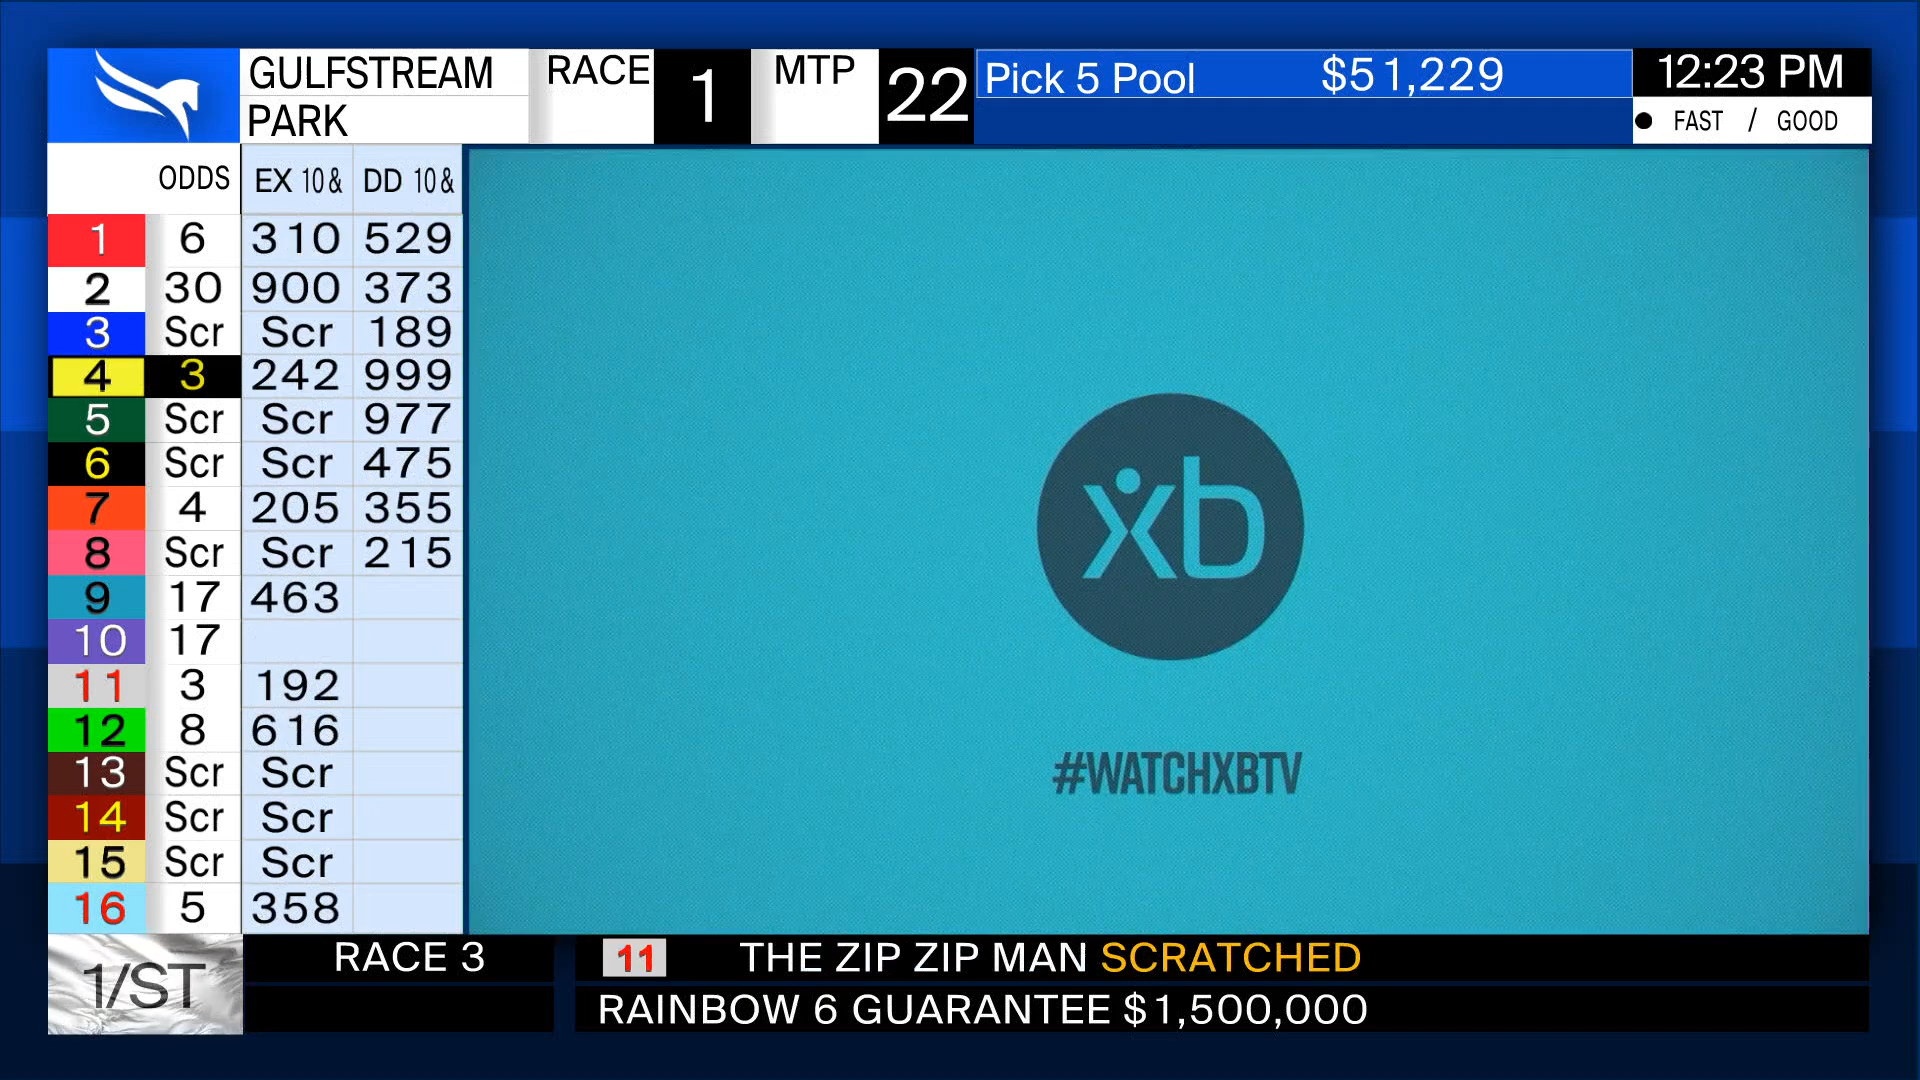 GULFSTREAM PARK RACE 1 MTP 22 Pick 5 Pool $51,229 12:23 PM
FAST / GOOD
ODDS EX 10& DD 10&
1 6 310 529
2 30 900 373
3 Scr Scr 189
4 3 242 999
5 Scr Scr 977
6 Scr Scr 475
7 4 205 355
8 Scr Scr 215
9 17 463
10 17
11 3 192
12 8 616
13 Scr Scr
14 Scr Scr
15 Scr Scr
16 5 358
xb
#WATCHXBTV
1/ST
RACE 3 11 THE ZIP ZIP MAN SCRATCHED
RAINBOW 6 GUARANTEE $1,500,000